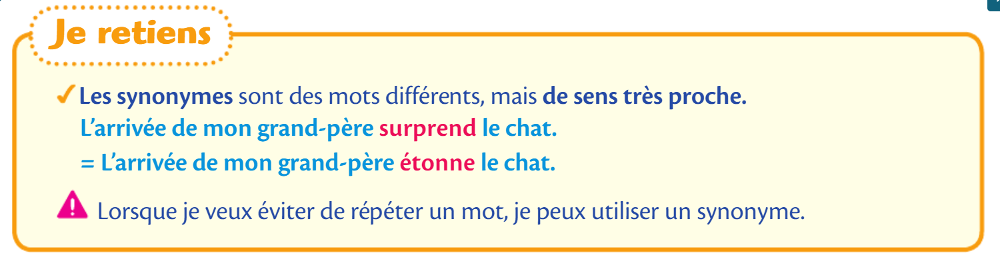 Je retiens
✓Les synonymes sont des mots différents, mais de sens très proche.
L'arrivée de mon grand-père surprend le chat.
= L'arrivée de mon grand-père étonne le chat.
! Lorsque je veux éviter de répéter un mot, je peux utiliser un synonyme.